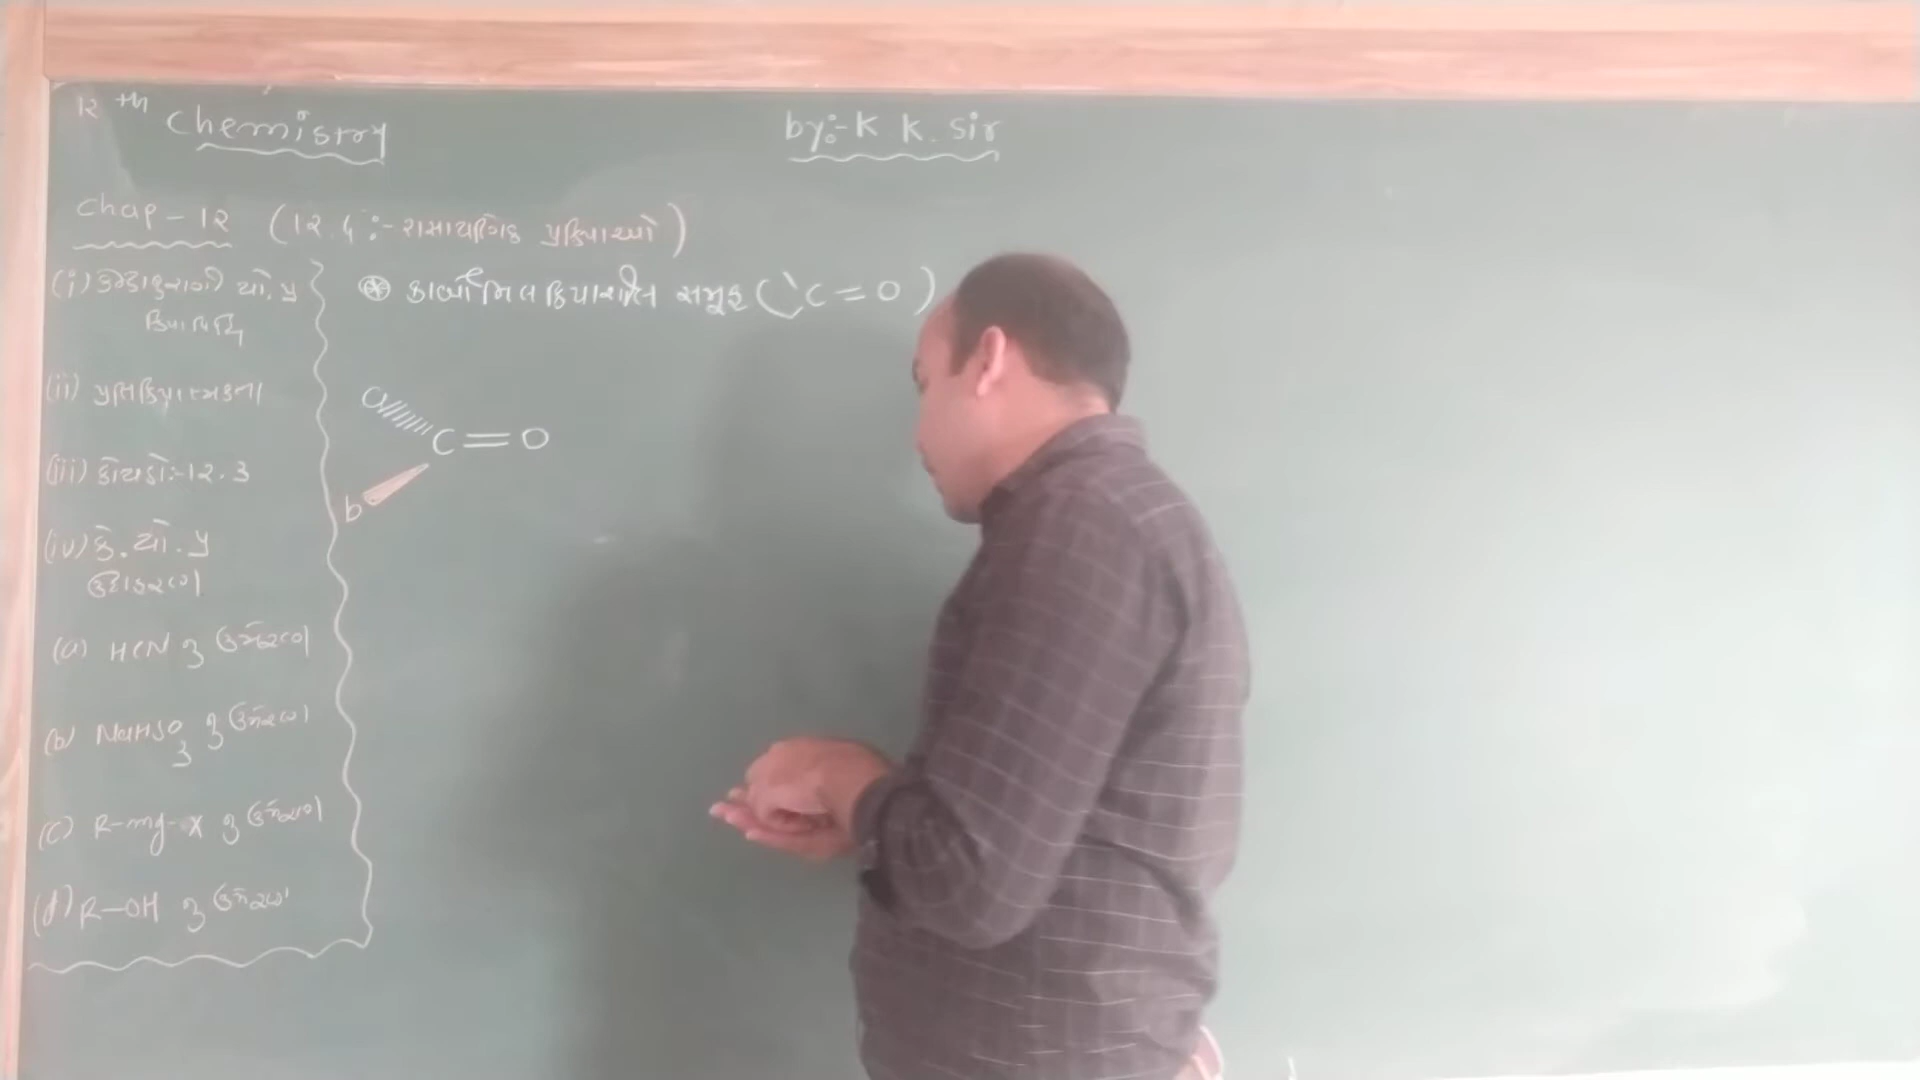 12 th Chemistry
by:- K K. Sir
Chap - 12 (12.4 :- રાસાયણિક પ્રક્રિયાઓ)
(i) કેન્દ્રાનુરાગી યો. પ્ર
ક્રિયાવિધિ
(ii) પ્રતિક્રિયાત્મકતા
(iii) કોયડો:- 12.3
(iv) કે. યો. પ્ર
ઉદાહરણો
(a) HCN નું ઉમેરણ
(b) NaHSO3 નું ઉમેરણ
(c) R-mg-X નું ઉમેરણ
(d) R-OH નું ઉમેરણ
⊛ કાર્બોનિલ ક્રિયાશીલ સમૂહ (C=O)
a
C=O
b